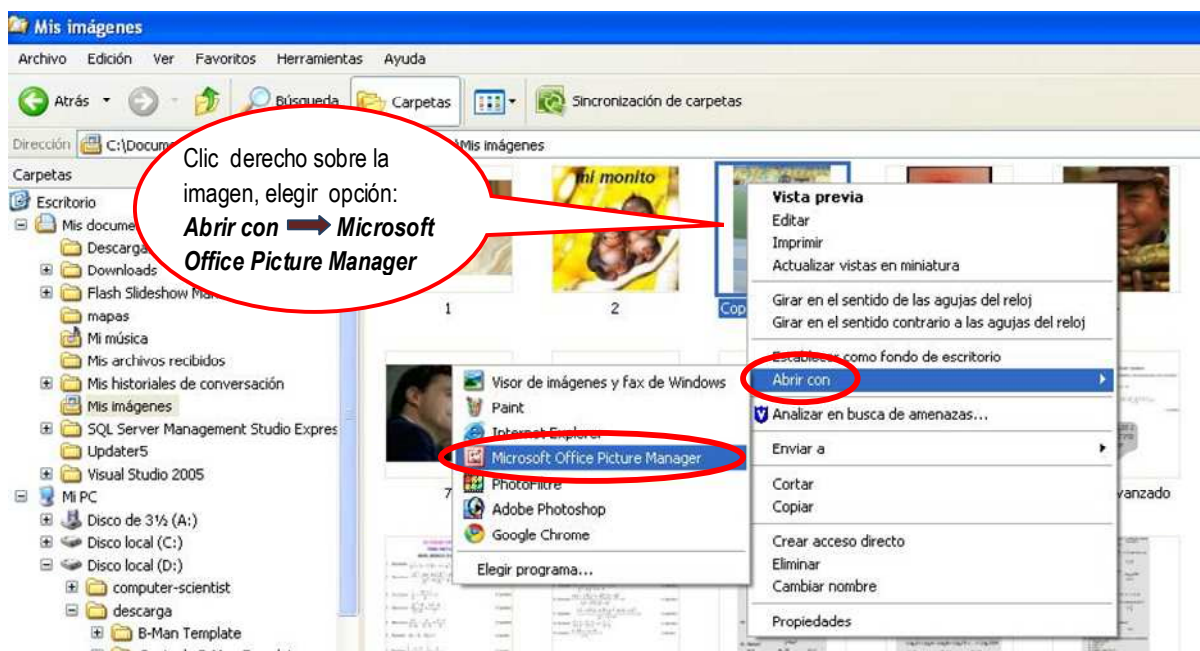 Mis imágenes
Archivo Edición Ver Favoritos Herramientas Ayuda
Atrás Búsqueda Carpetas Sincronización de carpetas
Dirección C:\Docum Mis imágenes
Clic derecho sobre la
imagen, elegir opción:
Abrir con Microsoft
Office Picture Manager
Carpetas
Escritorio
Mis docume
Descarga
Downloads
Flash Slideshow Ma
mapas
Mi música
Mis archivos recibidos
Mis historiales de conversación
Mis imágenes
SQL Server Management Studio Expres
Updater5
Visual Studio 2005
Mi PC
Disco de 3½ (A:)
Disco local (C:)
Disco local (D:)
computer-scientist
descarga
B-Man Template
mi monito
1
2
Cop
7
vanzado
Vista previa
Editar
Imprimir
Actualizar vistas en miniatura
Girar en el sentido de las agujas del reloj
Girar en el sentido contrario a las agujas del reloj
Establecer como fondo de escritorio
Abrir con
Analizar en busca de amenazas...
Enviar a
Cortar
Copiar
Crear acceso directo
Eliminar
Cambiar nombre
Propiedades
Visor de imágenes y fax de Windows
Paint
Internet Explorer
Microsoft Office Picture Manager
PhotoFiltre
Adobe Photoshop
Google Chrome
Elegir programa...